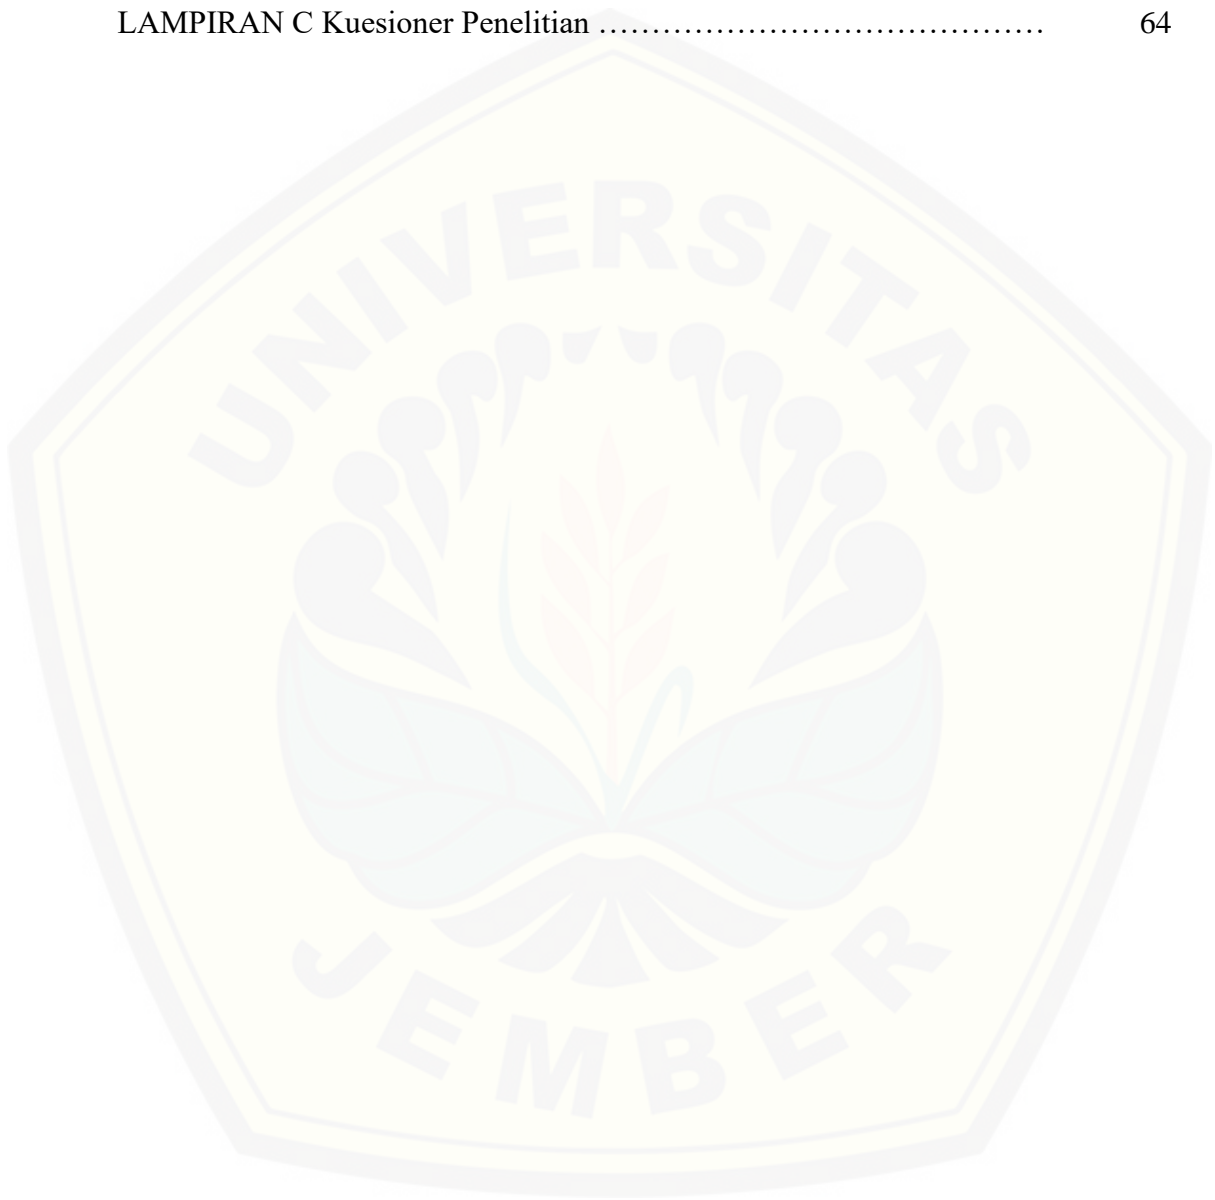 LAMPIRAN C Kuesioner Penelitian ……………………………………	64
UNIVERSITAS
JEMBER